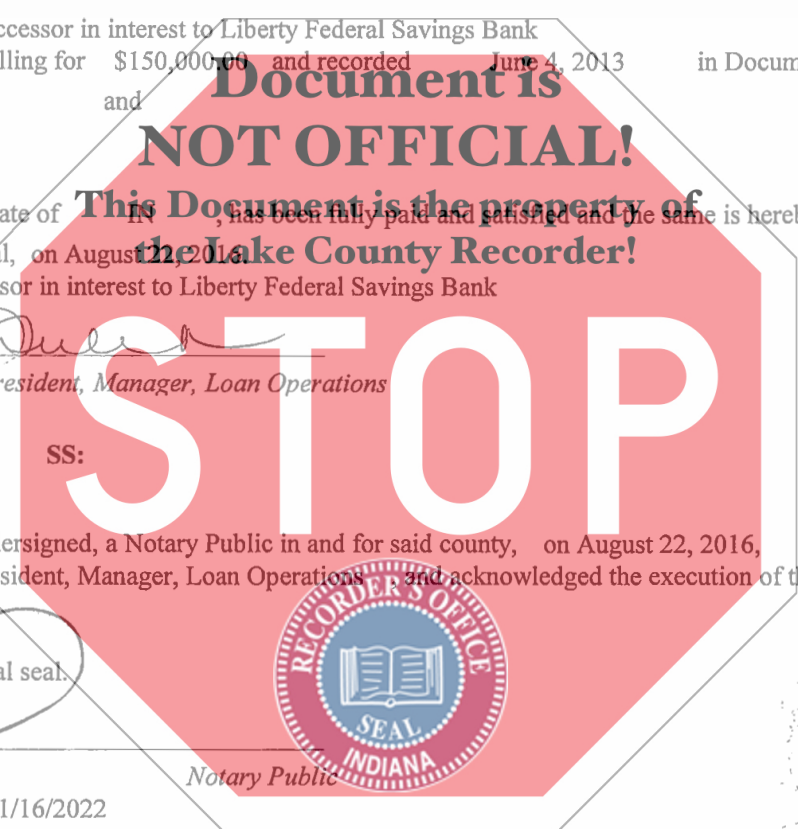 ccessor in interest to Liberty Federal Savings Bank
lling for $150,000.00 and recorded June 4, 2013 in Docum
Document is
and
NOT OFFICIAL!
This Document is the property of
ate of IN , has been fully paid and satisfied and the same is hereb
the Lake County Recorder!
l, on August 22, 2016.
sor in interest to Liberty Federal Savings Bank
STOP
resident, Manager, Loan Operations
SS:
ersigned, a Notary Public in and for said county, on August 22, 2016,
sident, Manager, Loan Operations , and acknowledged the execution of th
RECORDER'S OFFICE
al seal.
SEAL
INDIANA
Notary Public
1/16/2022